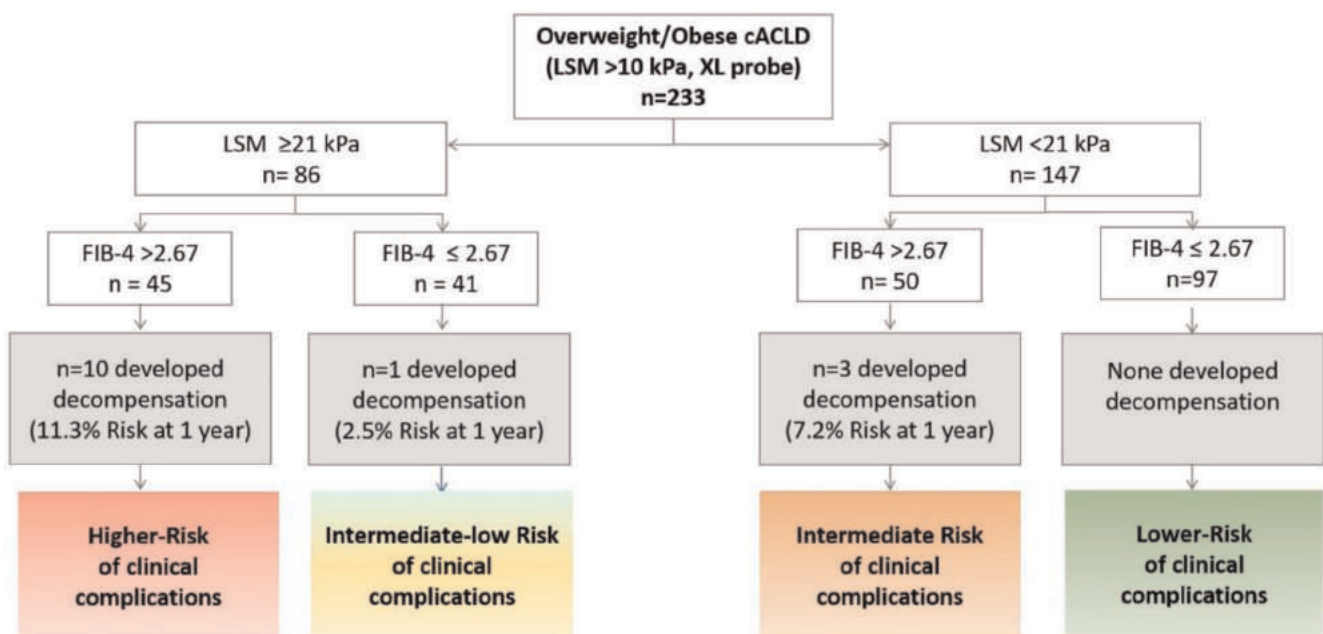 Overweight/Obese cACLD
(LSM >10 kPa, XL probe)
n=233
LSM ≥21 kPa
n= 86
LSM <21 kPa
n= 147
FIB-4 >2.67
n = 45
FIB-4 ≤ 2.67
n = 41
FIB-4 >2.67
n= 50
FIB-4 ≤ 2.67
n=97
n=10 developed
decompensation
(11.3% Risk at 1 year)
n=1 developed
decompensation
(2.5% Risk at 1 year)
n=3 developed
decompensation
(7.2% Risk at 1 year)
None developed
decompensation
Higher-Risk
of clinical
complications
Intermediate-low Risk
of clinical
complications
Intermediate Risk
of clinical
complications
Lower-Risk
of clinical
complications